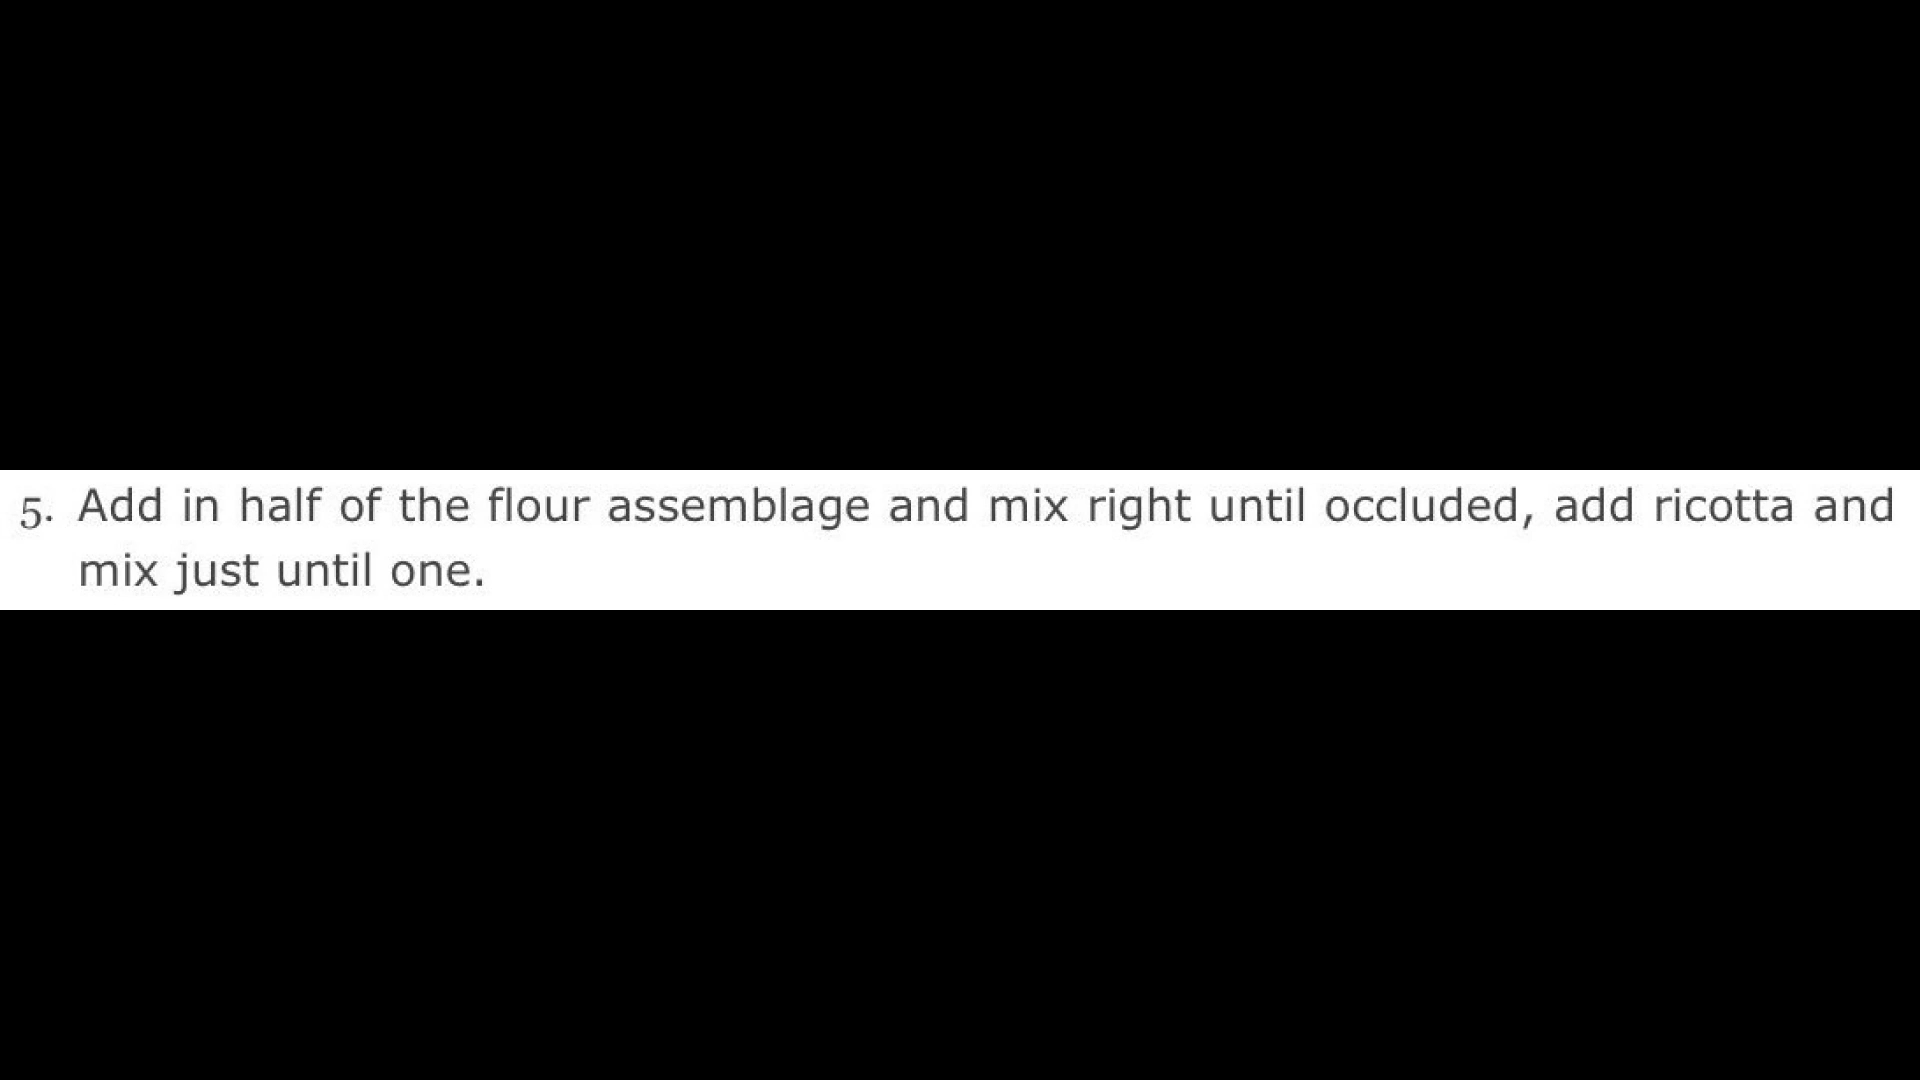 5. Add in half of the flour assemblage and mix right until occluded, add ricotta and
mix just until one.